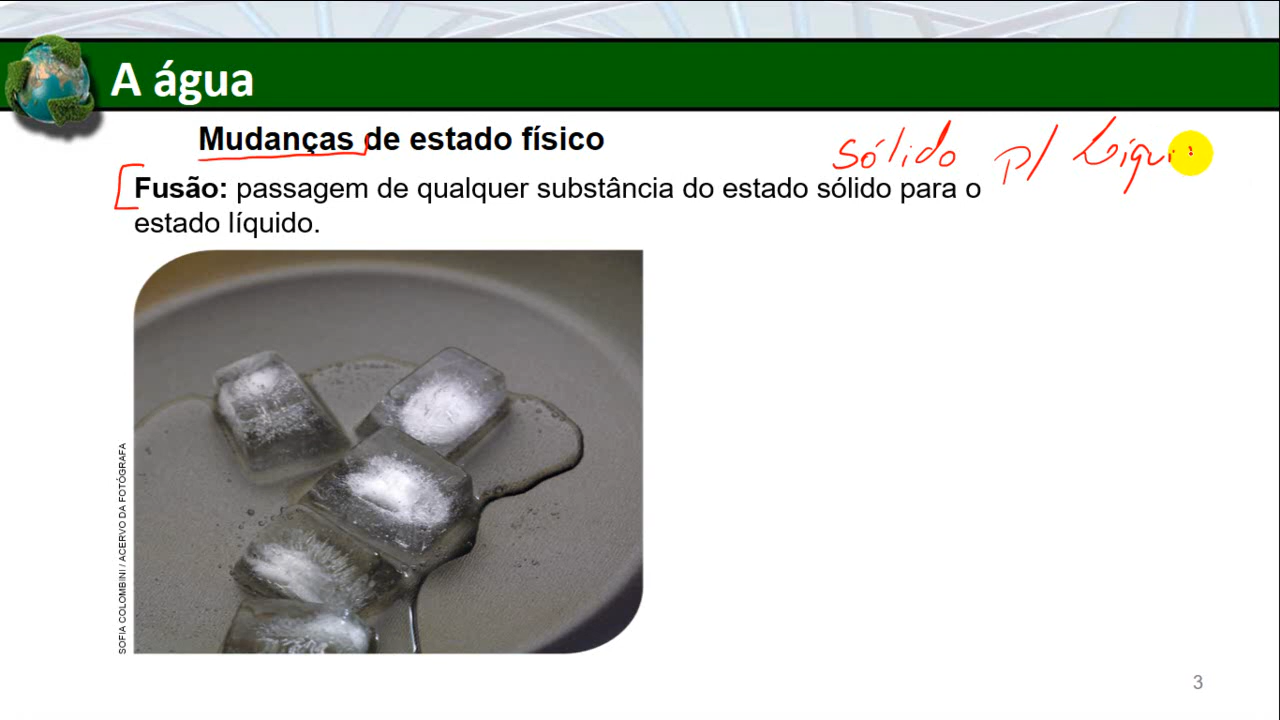 A água
Mudanças de estado físico
sólido p/ Líqui
Fusão: passagem de qualquer substância do estado sólido para o
estado líquido.
SOFIA COLOMBINI / ACERVO DA FOTÓGRAFA
3